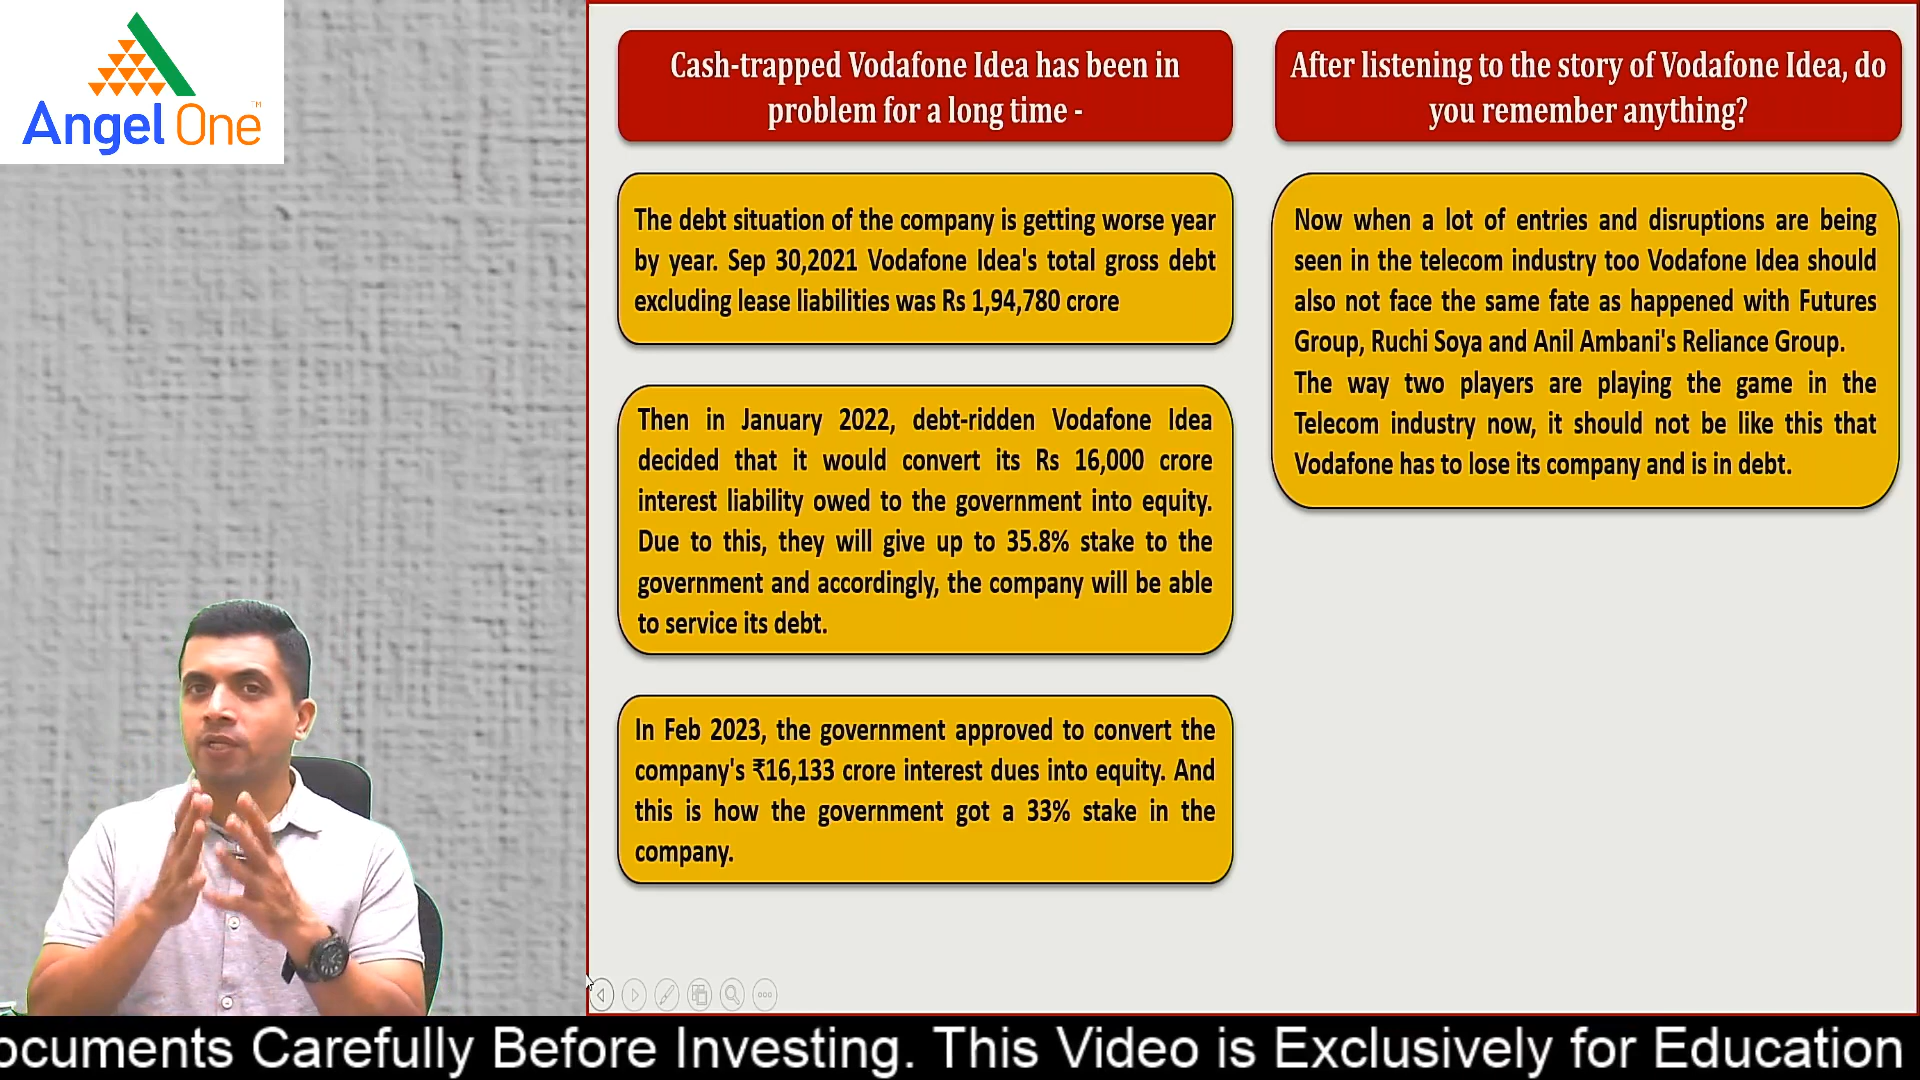 Angel One
TM
Cash-trapped Vodafone Idea has been in
problem for a long time -
The debt situation of the company is getting worse year
by year. Sep 30,2021 Vodafone Idea's total gross debt
excluding lease liabilities was Rs 1,94,780 crore
Then in January 2022, debt-ridden Vodafone Idea
decided that it would convert its Rs 16,000 crore
interest liability owed to the government into equity.
Due to this, they will give up to 35.8% stake to the
government and accordingly, the company will be able
to service its debt.
In Feb 2023, the government approved to convert the
company's ₹16,133 crore interest dues into equity. And
this is how the government got a 33% stake in the
company.
After listening to the story of Vodafone Idea, do
you remember anything?
Now when a lot of entries and disruptions are being
seen in the telecom industry too Vodafone Idea should
also not face the same fate as happened with Futures
Group, Ruchi Soya and Anil Ambani's Reliance Group.
The way two players are playing the game in the
Telecom industry now, it should not be like this that
Vodafone has to lose its company and is in debt.
ocuments Carefully Before Investing. This Video is Exclusively for Education